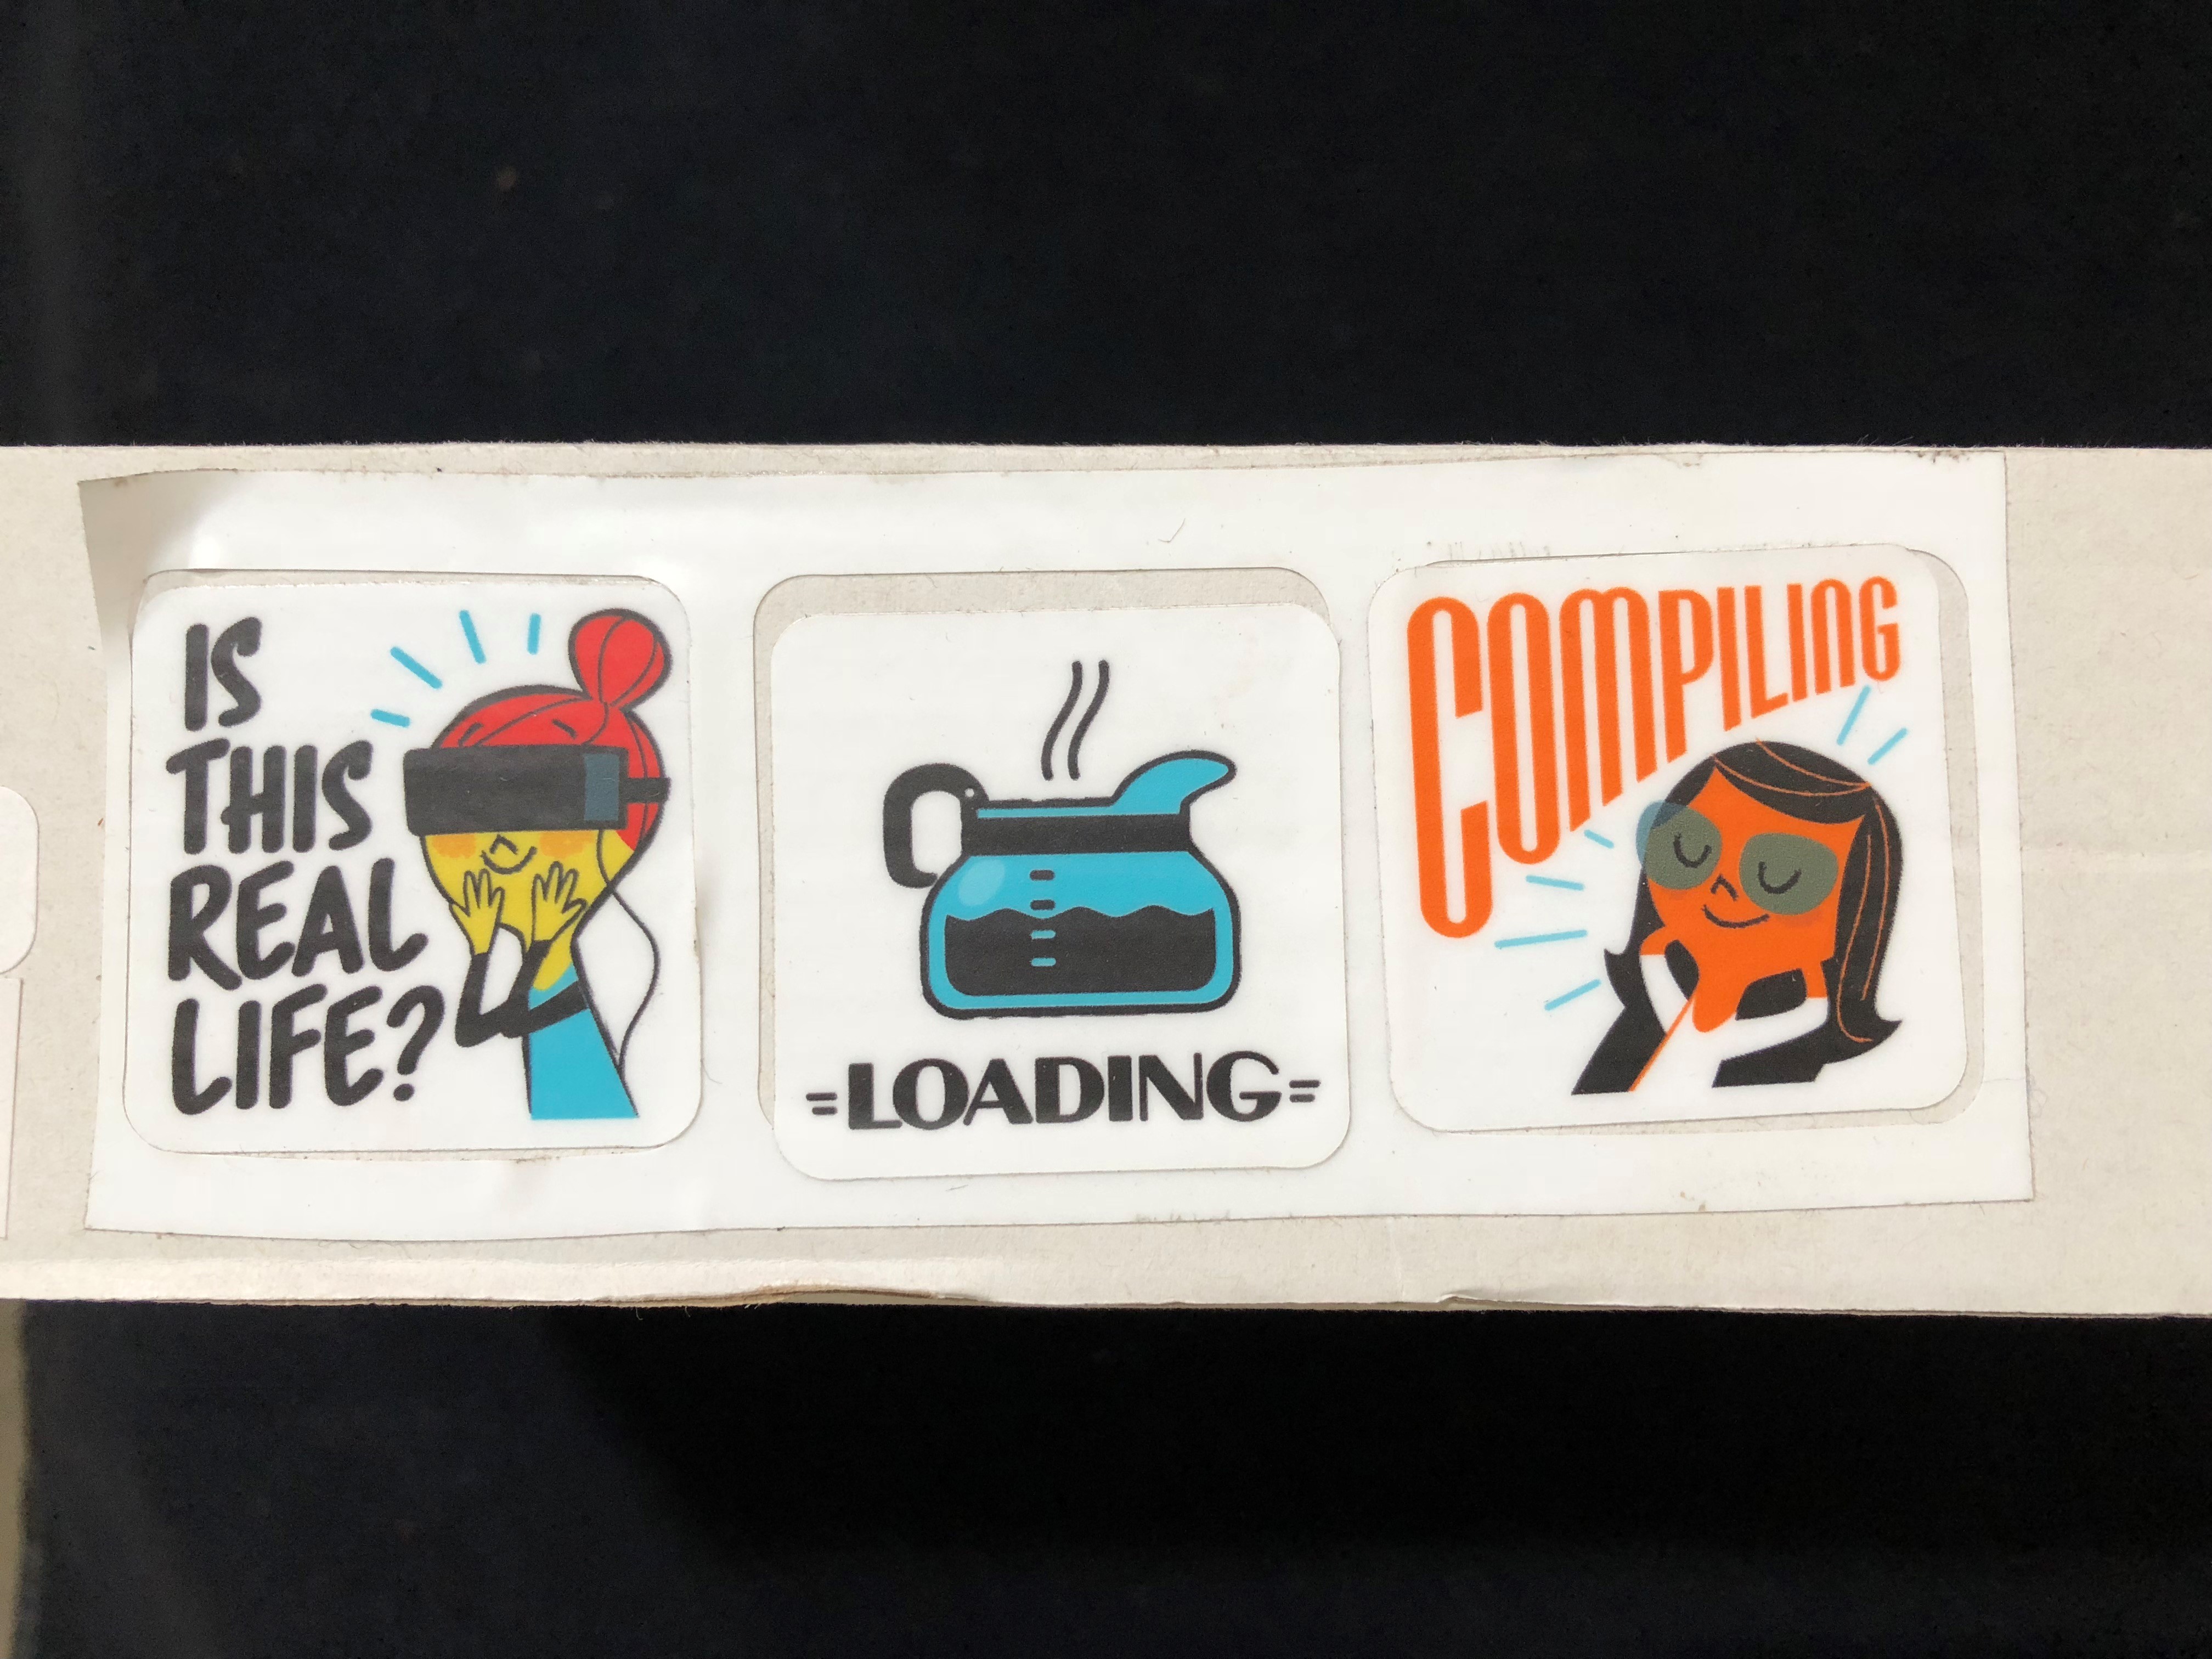 IS
THIS
REAL
LIFE?
=LOADING=
COMPILING